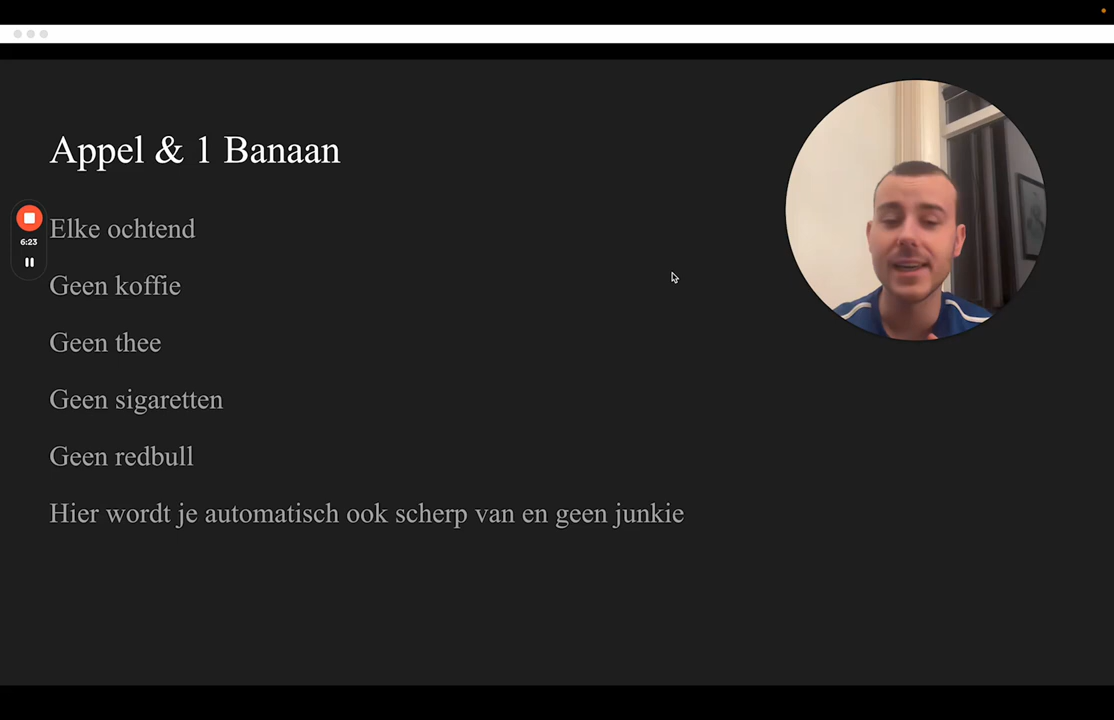 Appel & 1 Banaan
Elke ochtend
6:23
Geen koffie
Geen thee
Geen sigaretten
Geen redbull
Hier wordt je automatisch ook scherp van en geen junkie